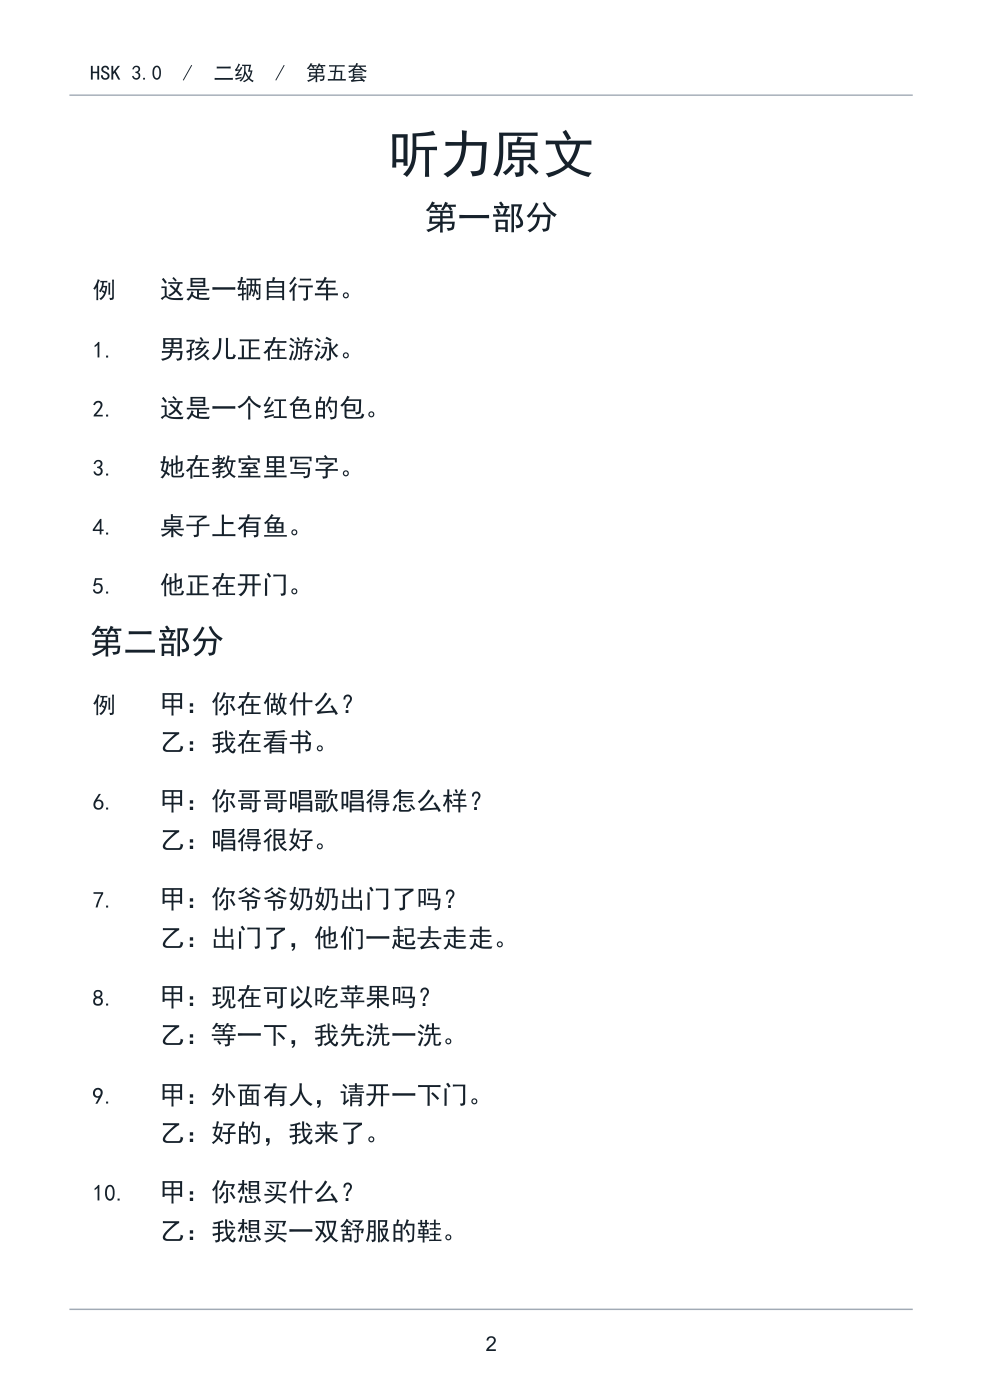 HSK 3.0 / 二级 / 第五套
听力原文
第一部分
例 这是一辆自行车。
1. 男孩儿正在游泳。
2. 这是一个红色的包。
3. 她在教室里写字。
4. 桌子上有鱼。
5. 他正在开门。
第二部分
例 甲：你在做什么？
乙：我在看书。
6. 甲：你哥哥唱歌唱得怎么样？
乙：唱得很好。
7. 甲：你爷爷奶奶出门了吗？
乙：出门了，他们一起去走走。
8. 甲：现在可以吃苹果吗？
乙：等一下，我先洗一洗。
9. 甲：外面有人，请开一下门。
乙：好的，我来了。
10. 甲：你想买什么？
乙：我想买一双舒服的鞋。
2